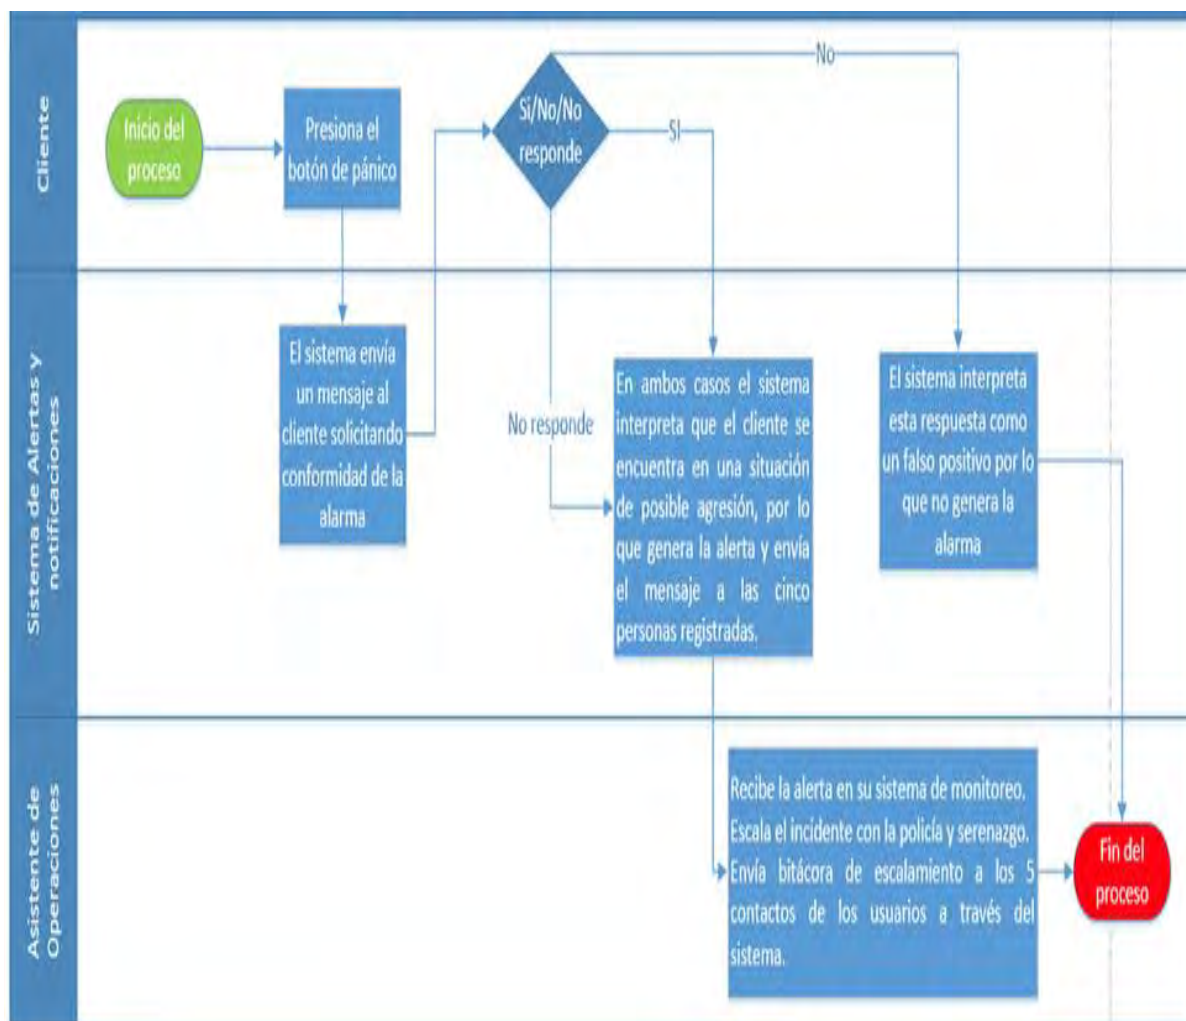 Cliente
Inicio del
proceso
Presiona el
botón de pánico
Si/No/No
responde
No
SI
Sistema de Alertas y
notificaciones
El sistema envía
un mensaje al
cliente solicitando
conformidad de la
alarma
No responde
En ambos casos el sistema
interpreta que el cliente se
encuentra en una situación
de posible agresión, por lo
que genera la alerta y envía
el mensaje a las cinco
personas registradas.
El sistema interpreta
esta respuesta como
un falso positivo por lo
que no genera la
alarma
Asistente de
Operaciones
Recibe la alerta en su sistema de monitoreo.
Escala el incidente con la policía y serenazgo.
Envía bitácora de escalamiento a los 5
contactos de los usuarios a través del
sistema.
Fin del
proceso